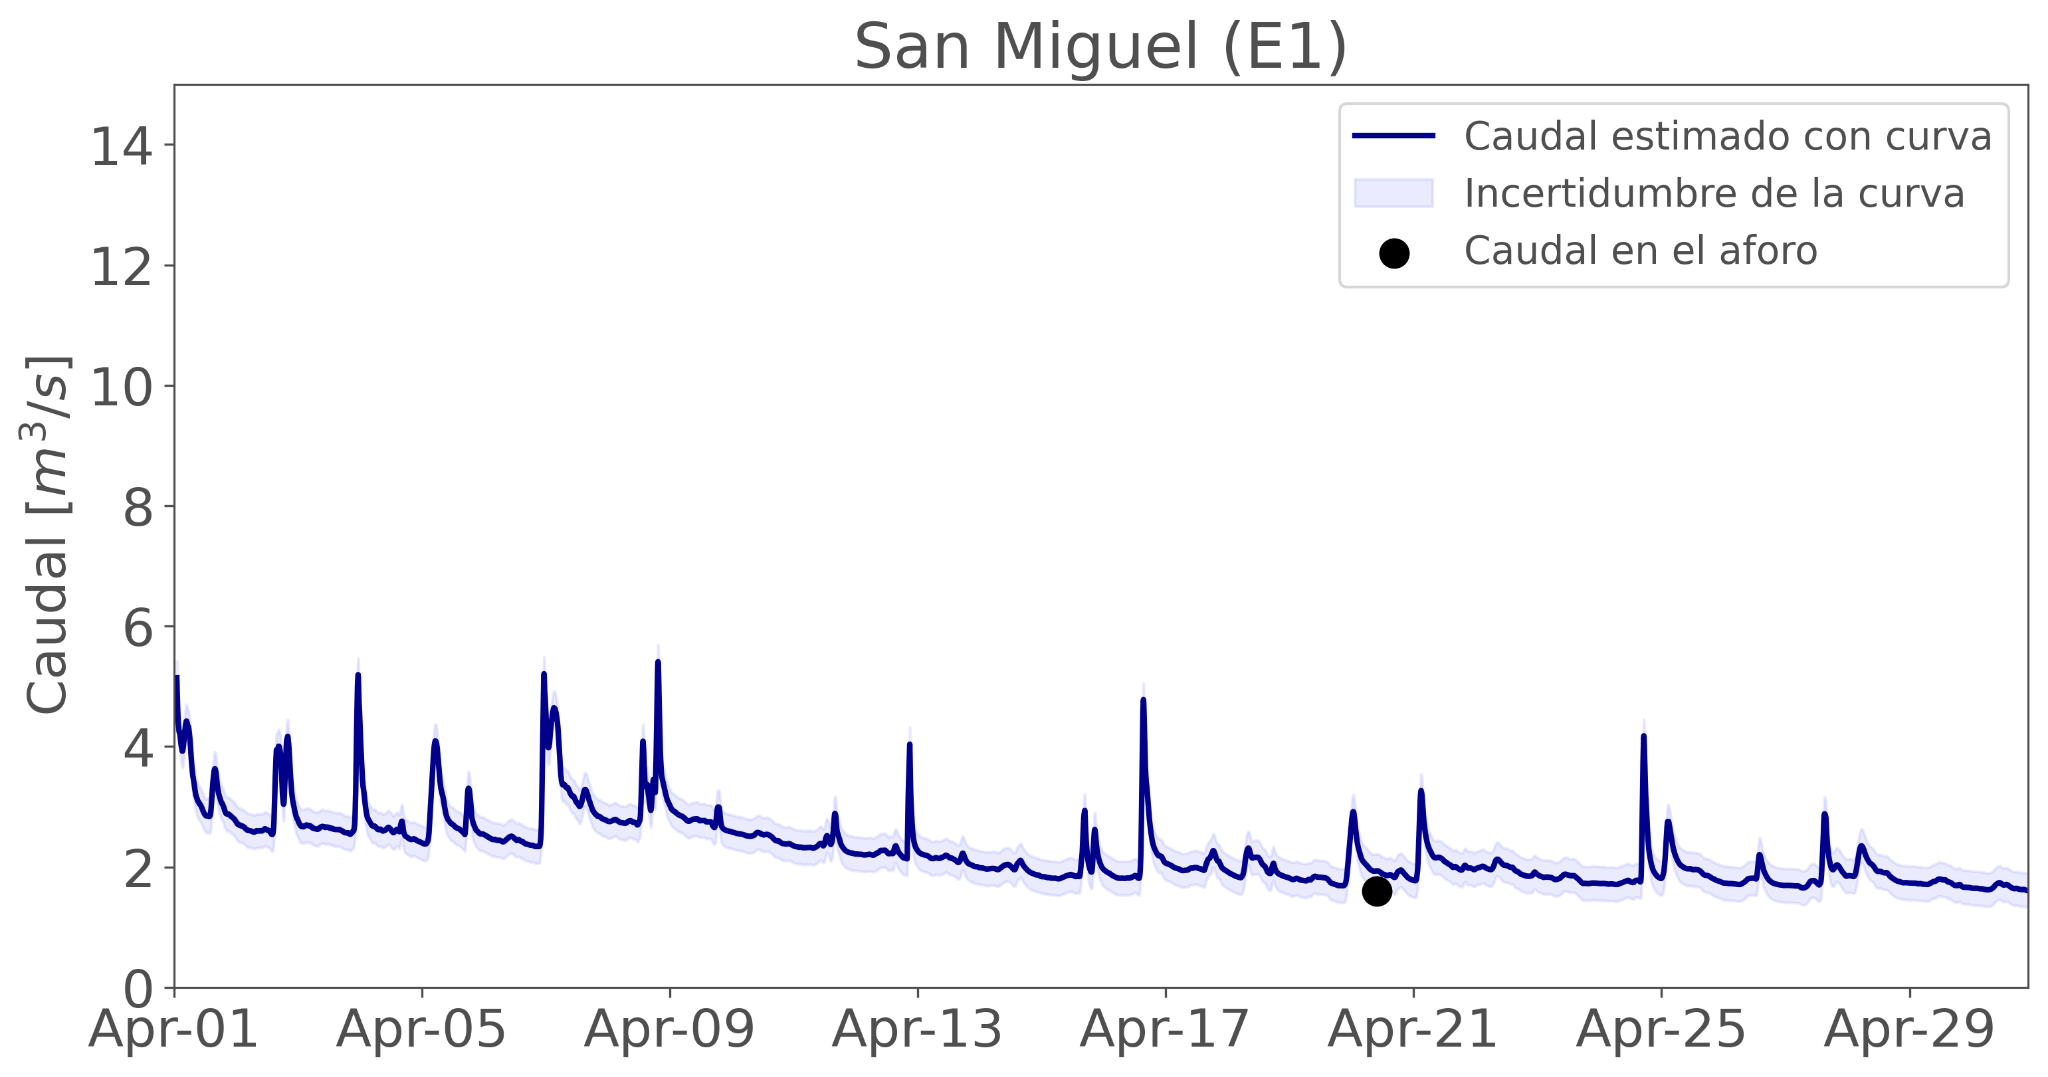 San Miguel (E1)
Caudal estimado con curva
Incertidumbre de la curva
Caudal en el aforo
Caudal [m³/s]
14
12
10
8
6
4
2
0
Apr-01 Apr-05 Apr-09 Apr-13 Apr-17 Apr-21 Apr-25 Apr-29